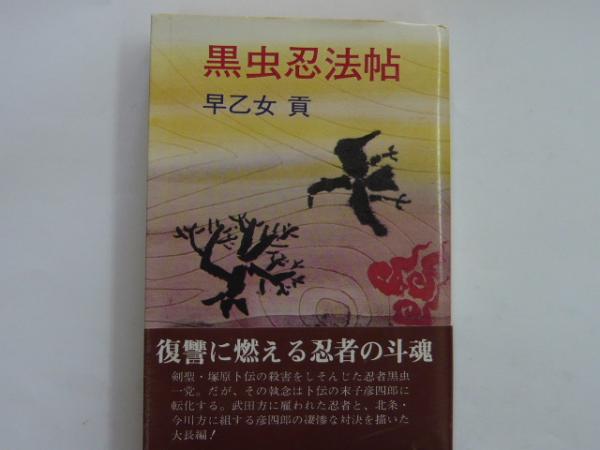 黒虫忍法帖
早乙女 貢
復讐に燃える忍者の斗魂
剣聖・塚原卜伝の殺害をしそんじた忍者黒虫
一党。だが、その執念は卜伝の末子彦四郎に
転化する。武田方に雇われた忍者と、北条・
今川方に組する彦四郎の凄惨な対決を描いた
大長編!